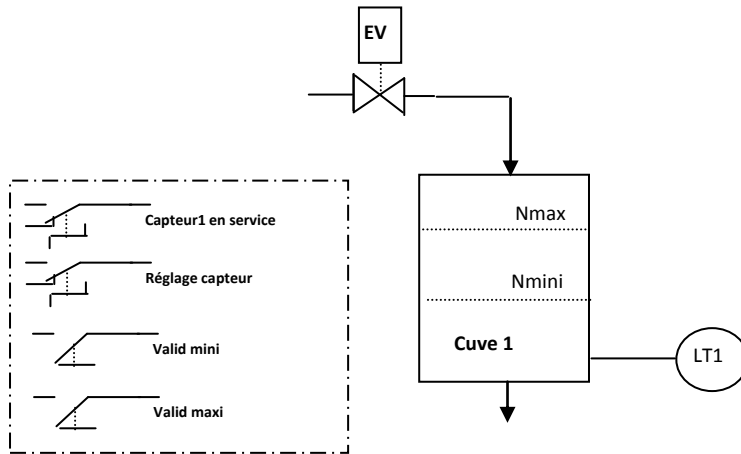 EV
Nmax
Nmini
Cuve 1
LT1
Capteur1 en service
Réglage capteur
Valid mini
Valid maxi